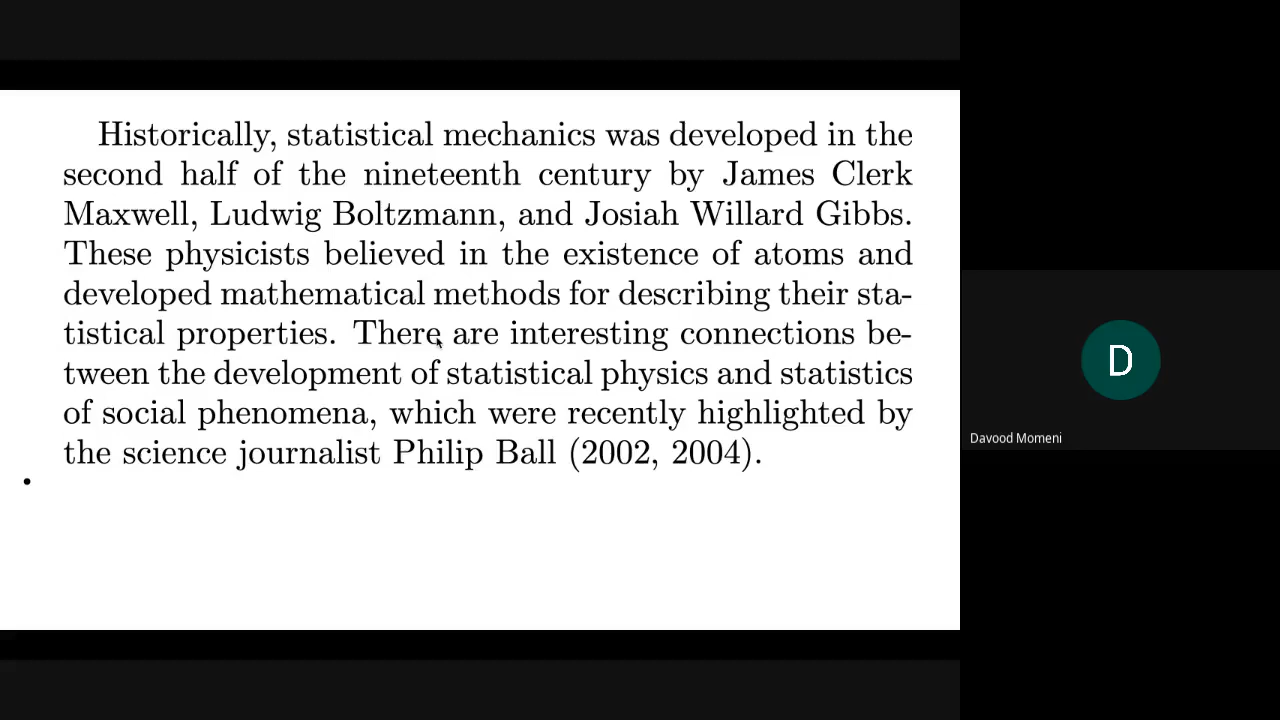 Historically, statistical mechanics was developed in the
second half of the nineteenth century by James Clerk
Maxwell, Ludwig Boltzmann, and Josiah Willard Gibbs.
These physicists believed in the existence of atoms and
developed mathematical methods for describing their sta-
tistical properties. There are interesting connections be-
tween the development of statistical physics and statistics
of social phenomena, which were recently highlighted by
the science journalist Philip Ball (2002, 2004).
D
Davood Momeni